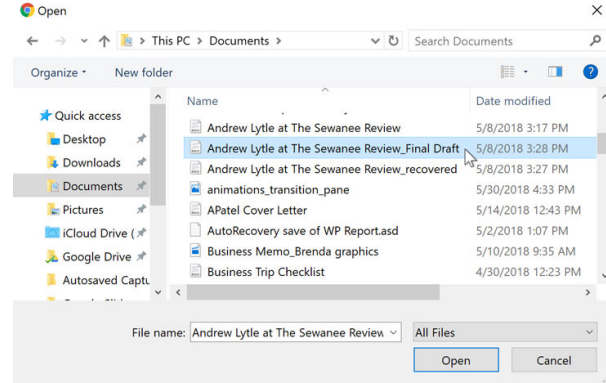 Open
This PC > Documents >
Search Documents
Organize
New folder
?
Name
Date modified
Quick access
Desktop
Downloads
Documents
Pictures
iCloud Drive (
Google Drive
Autosaved Captu
Andrew Lytle at The Sewanee Review 5/8/2018 3:17 PM
Andrew Lytle at The Sewanee Review_Final Draft 5/8/2018 3:28 PM
Andrew Lytle at The Sewanee Review_recovered 5/8/2018 3:27 PM
animations_transition_pane 5/30/2018 4:33 PM
APatel Cover Letter 5/14/2018 12:43 PM
AutoRecovery save of WP Report.asd 5/2/2018 1:07 PM
Business Memo_Brenda graphics 5/10/2018 9:35 AM
Business Trip Checklist 4/30/2018 12:23 PM
File name: Andrew Lytle at The Sewanee Review
All Files
Open
Cancel